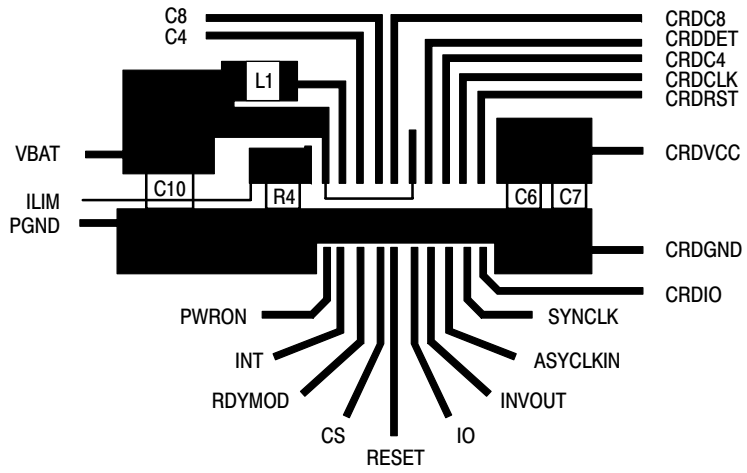 C8
C4
CRDC8
CRDDET
CRDC4
CRDCLK
CRDRST
L1
VBAT
CRDVCC
C10
R4
C6
C7
ILIM
PGND
CRDGND
CRDIO
PWRON
SYNCLK
INT
ASYCLKIN
RDYMOD
INVOUT
CS
IO
RESET